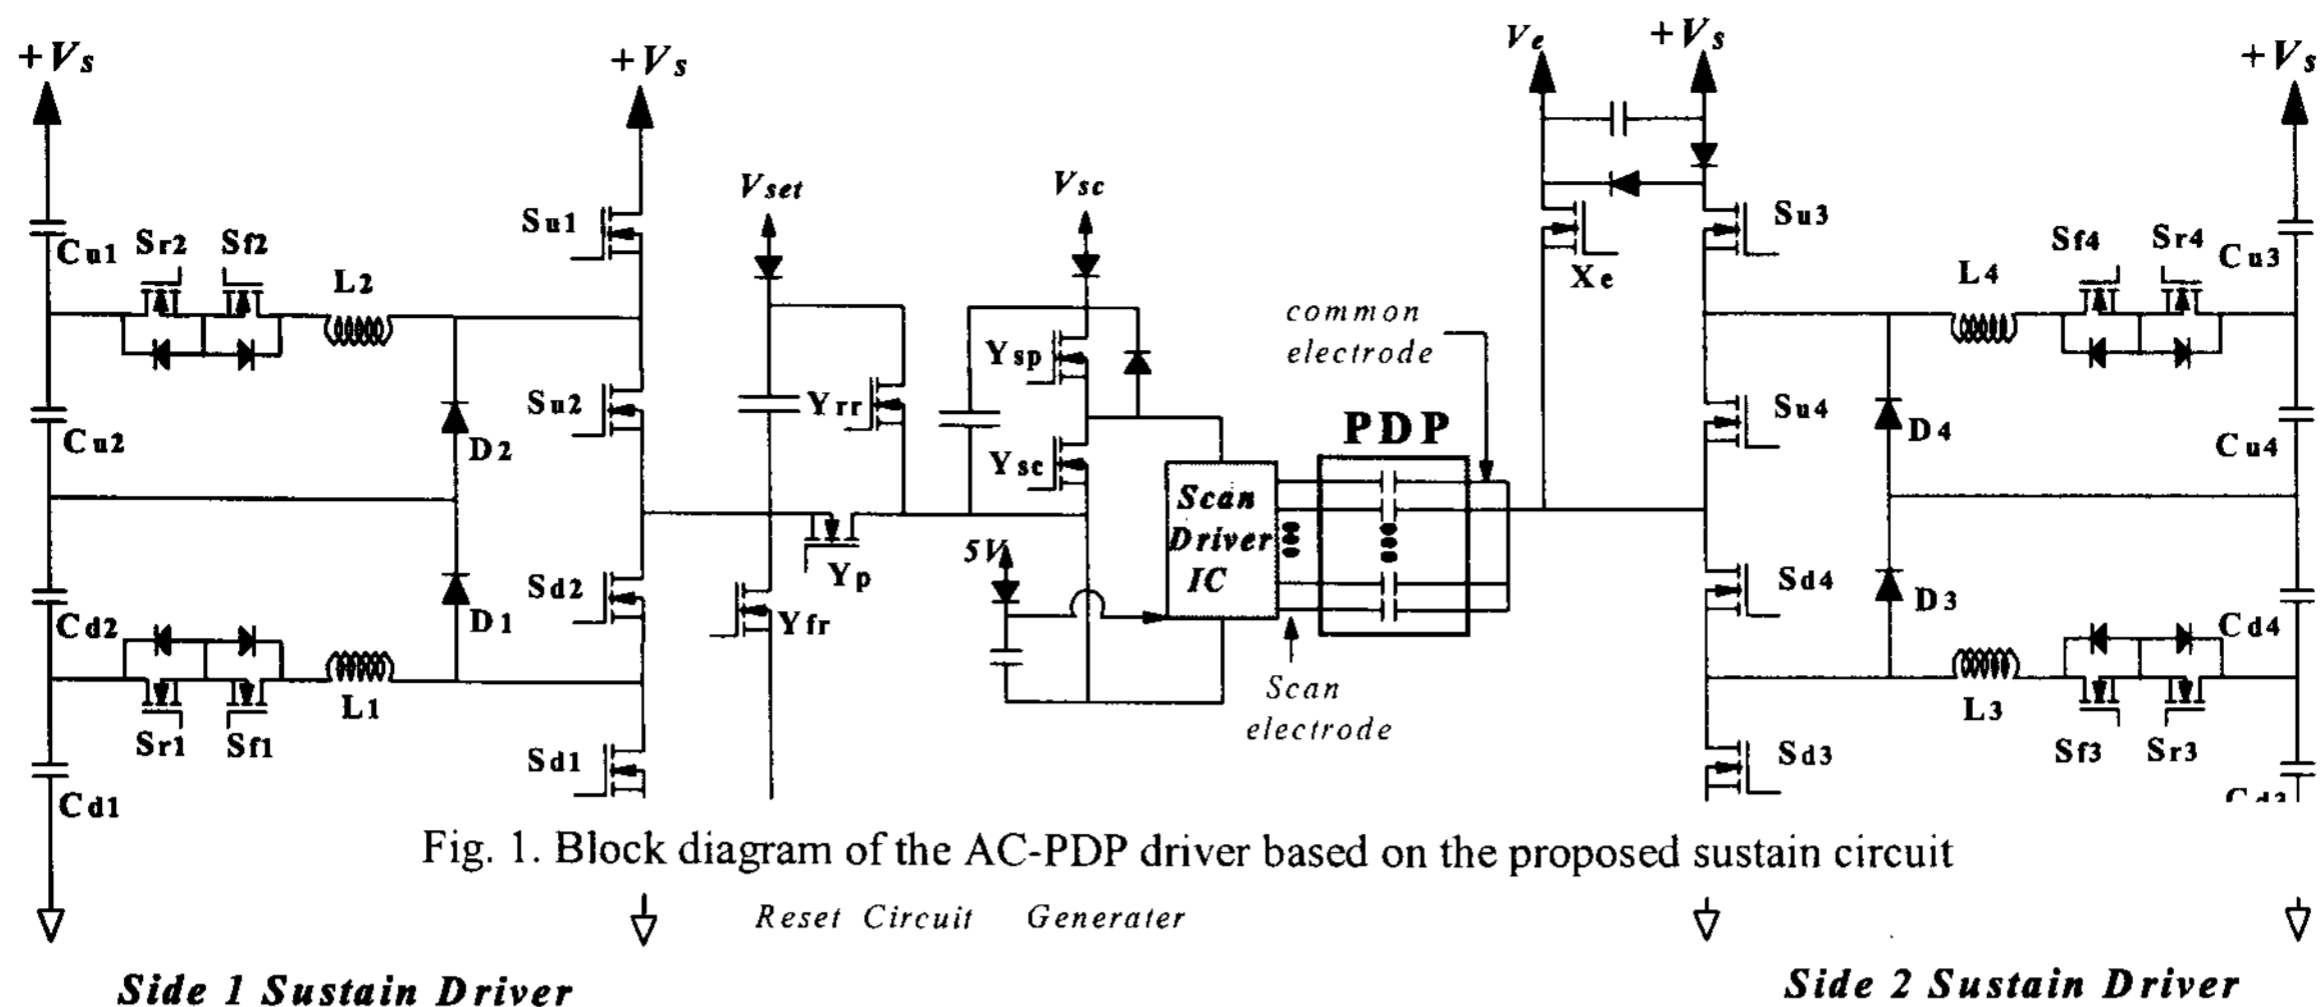 +Vs
+Vs
Ve
+Vs
+Vs
Vset
Vsc
Su1
Su3
Cu1
Sr2
Sf2
L2
Xe
L4
Sf4
Sr4
Cu3
common
electrode
Ysp
Su2
Yrr
Su4
Cu2
D2
PDP
D4
Cu4
Ysc
Scan
Driver
IC
5V
Sd2
Yp
Sd4
Cd2
D1
Yfr
D3
Cd4
Sr1
Sf1
L1
Scan
electrode
L3
Sf3
Sr3
Sd1
Sd3
Cd1
Fig. 1. Block diagram of the AC-PDP driver based on the proposed sustain circuit
Reset Circuit Generater
Side 1 Sustain Driver
Side 2 Sustain Driver